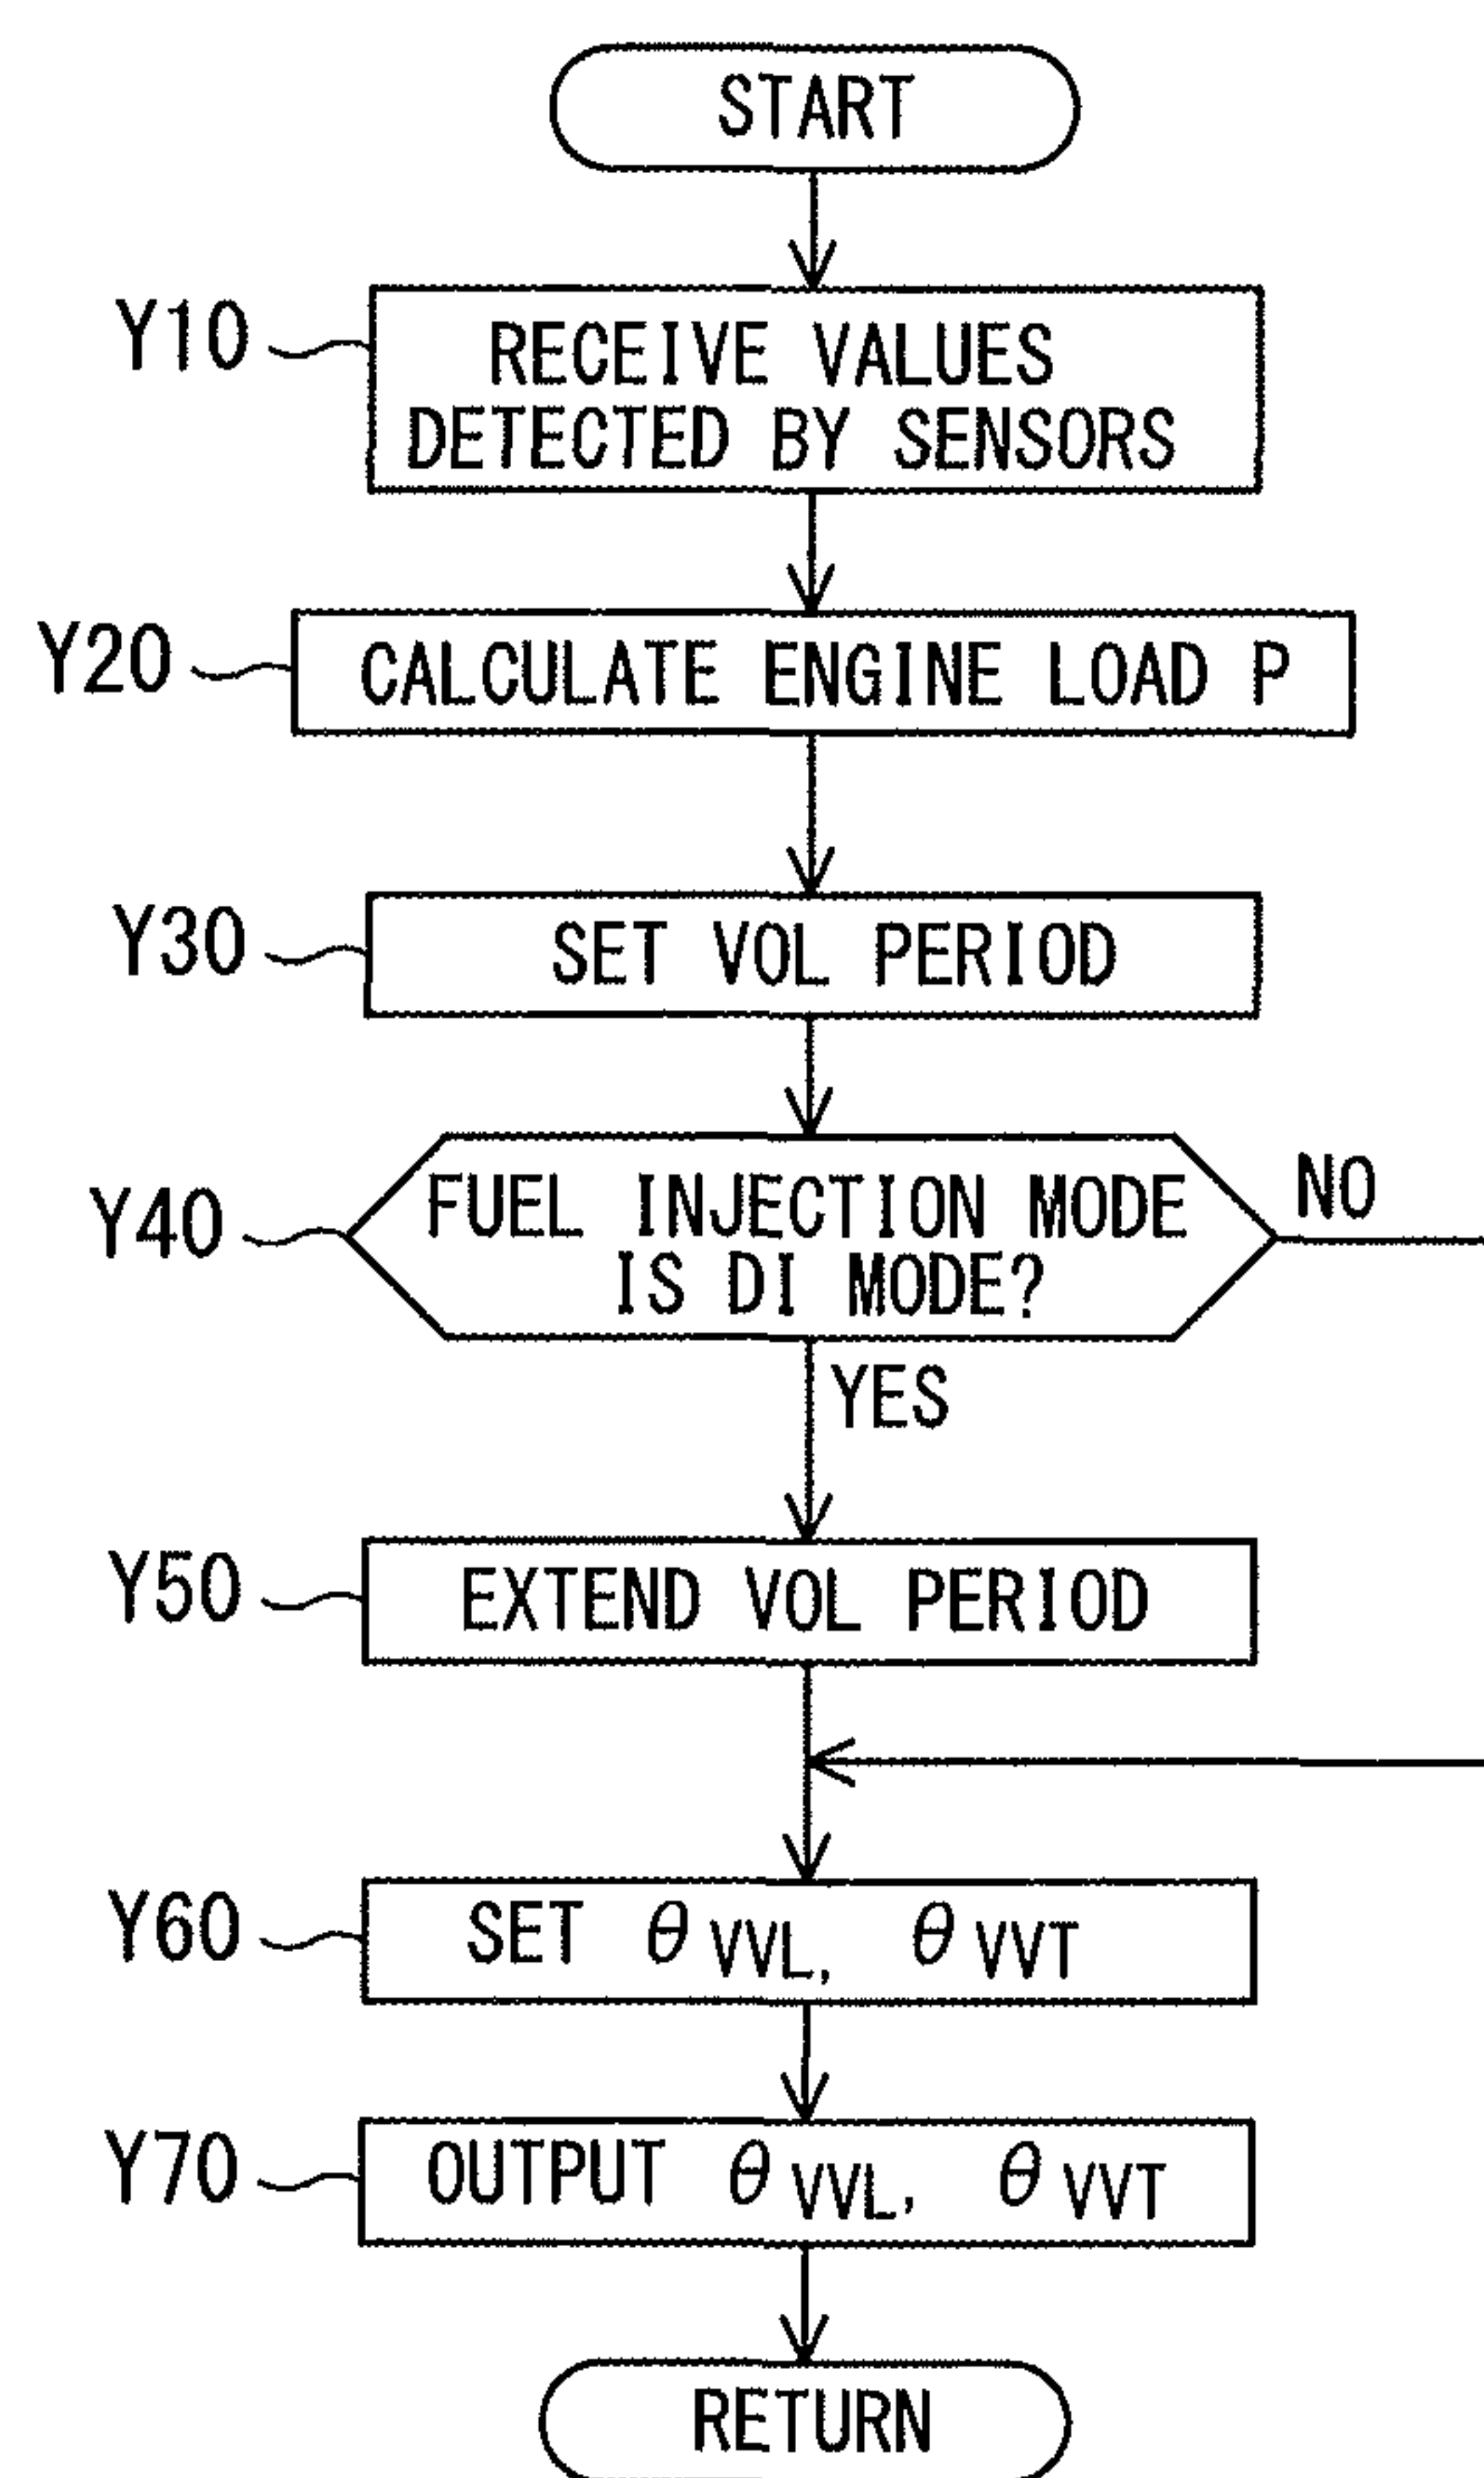 START
Y10
RECEIVE VALUES
DETECTED BY SENSORS
Y20
CALCULATE ENGINE LOAD P
Y30
SET VOL PERIOD
Y40
FUEL INJECTION MODE
IS DI MODE?
NO
YES
Y50
EXTEND VOL PERIOD
Y60
SET θVVL, θVVT
Y70
OUTPUT θVVL, θVVT
RETURN